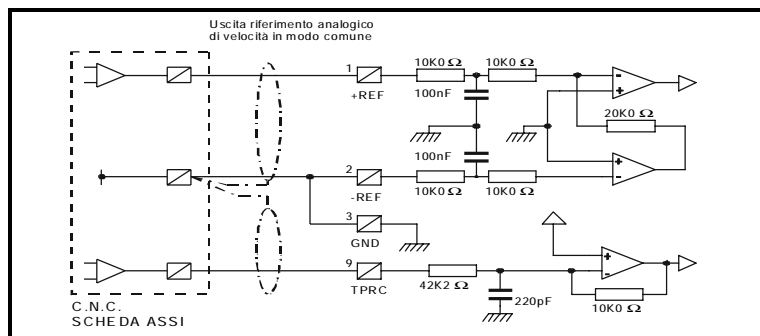 Uscita riferimento analogico
di velocità in modo comune
1
+REF
10K0 Ω
10K0 Ω
100nF
20K0 Ω
100nF
2
-REF
10K0 Ω
10K0 Ω
3
GND
9
TPRC
42K2 Ω
220pF
10K0 Ω
C.N.C.
SCHEDA ASSI